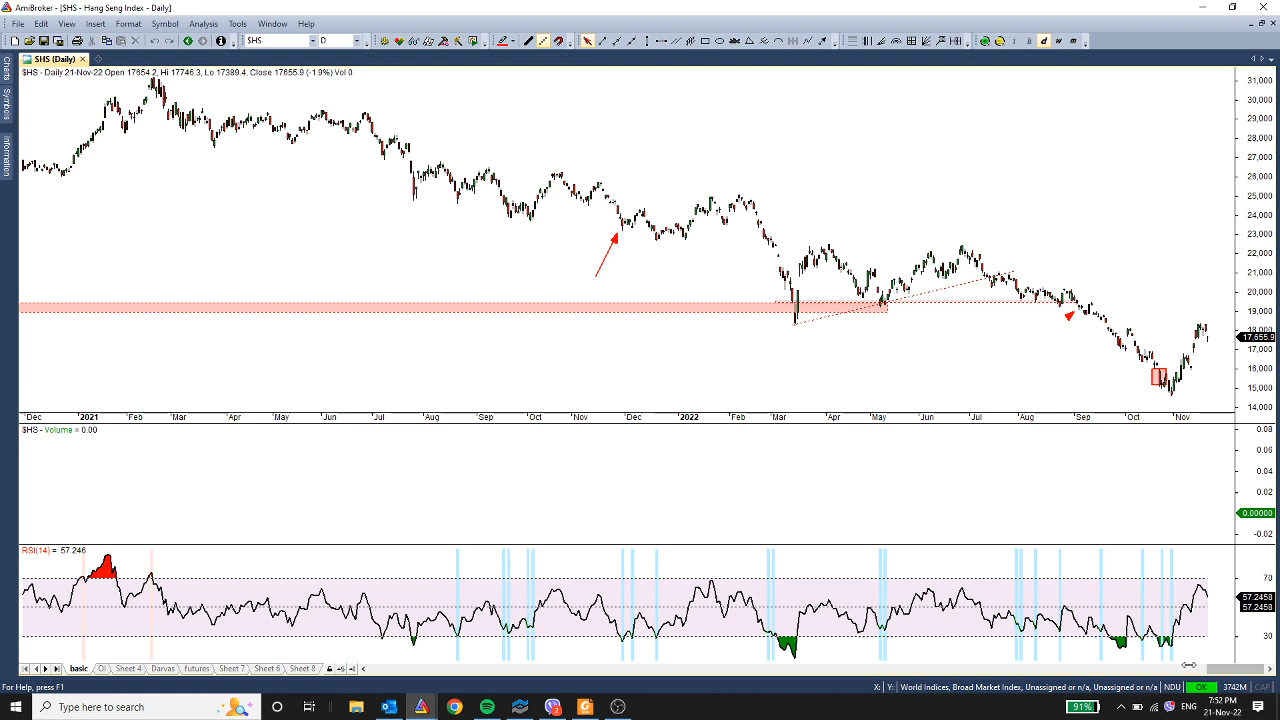 AmiBroker - [$HS - Hang Seng Index - Daily]
File Edit View Insert Format Symbol Analysis Tools Window Help
$HS D i h d w m
$HS (Daily)
Charts
Symbols
Information
$HS - Daily 21-Nov-22 Open 17654.2, Hi 17746.3, Lo 17389.4, Close 17655.9 (-1.9%) Vol 0
31,000
30,000
29,000
28,000
27,000
26,000
25,000
24,000
23,000
22,000
21,000
20,000
19,000
18,000
17,655.9
17,000
16,000
15,000
14,000
Dec 2021 Feb Mar Apr May Jun Jul Aug Sep Oct Nov Dec 2022 Feb Mar Apr May Jun Jul Aug Sep Oct Nov
$HS - Volume = 0.00
0.08
0.06
0.04
0.02
0.00000
-0.02
RSI(14) = 57.246
70
57.2458
57.2458
30
basic OI Sheet 4 Darvas futures Sheet 7 Sheet 6 Sheet 8
For Help, press F1 X: Y: World Indices, Broad Market Index, Unassigned or n/a, Unassigned or n/a, Unassigned or n/a NDU OK 3742M CAP
Type here to search 91% ENG 7:52 PM
21-Nov-22